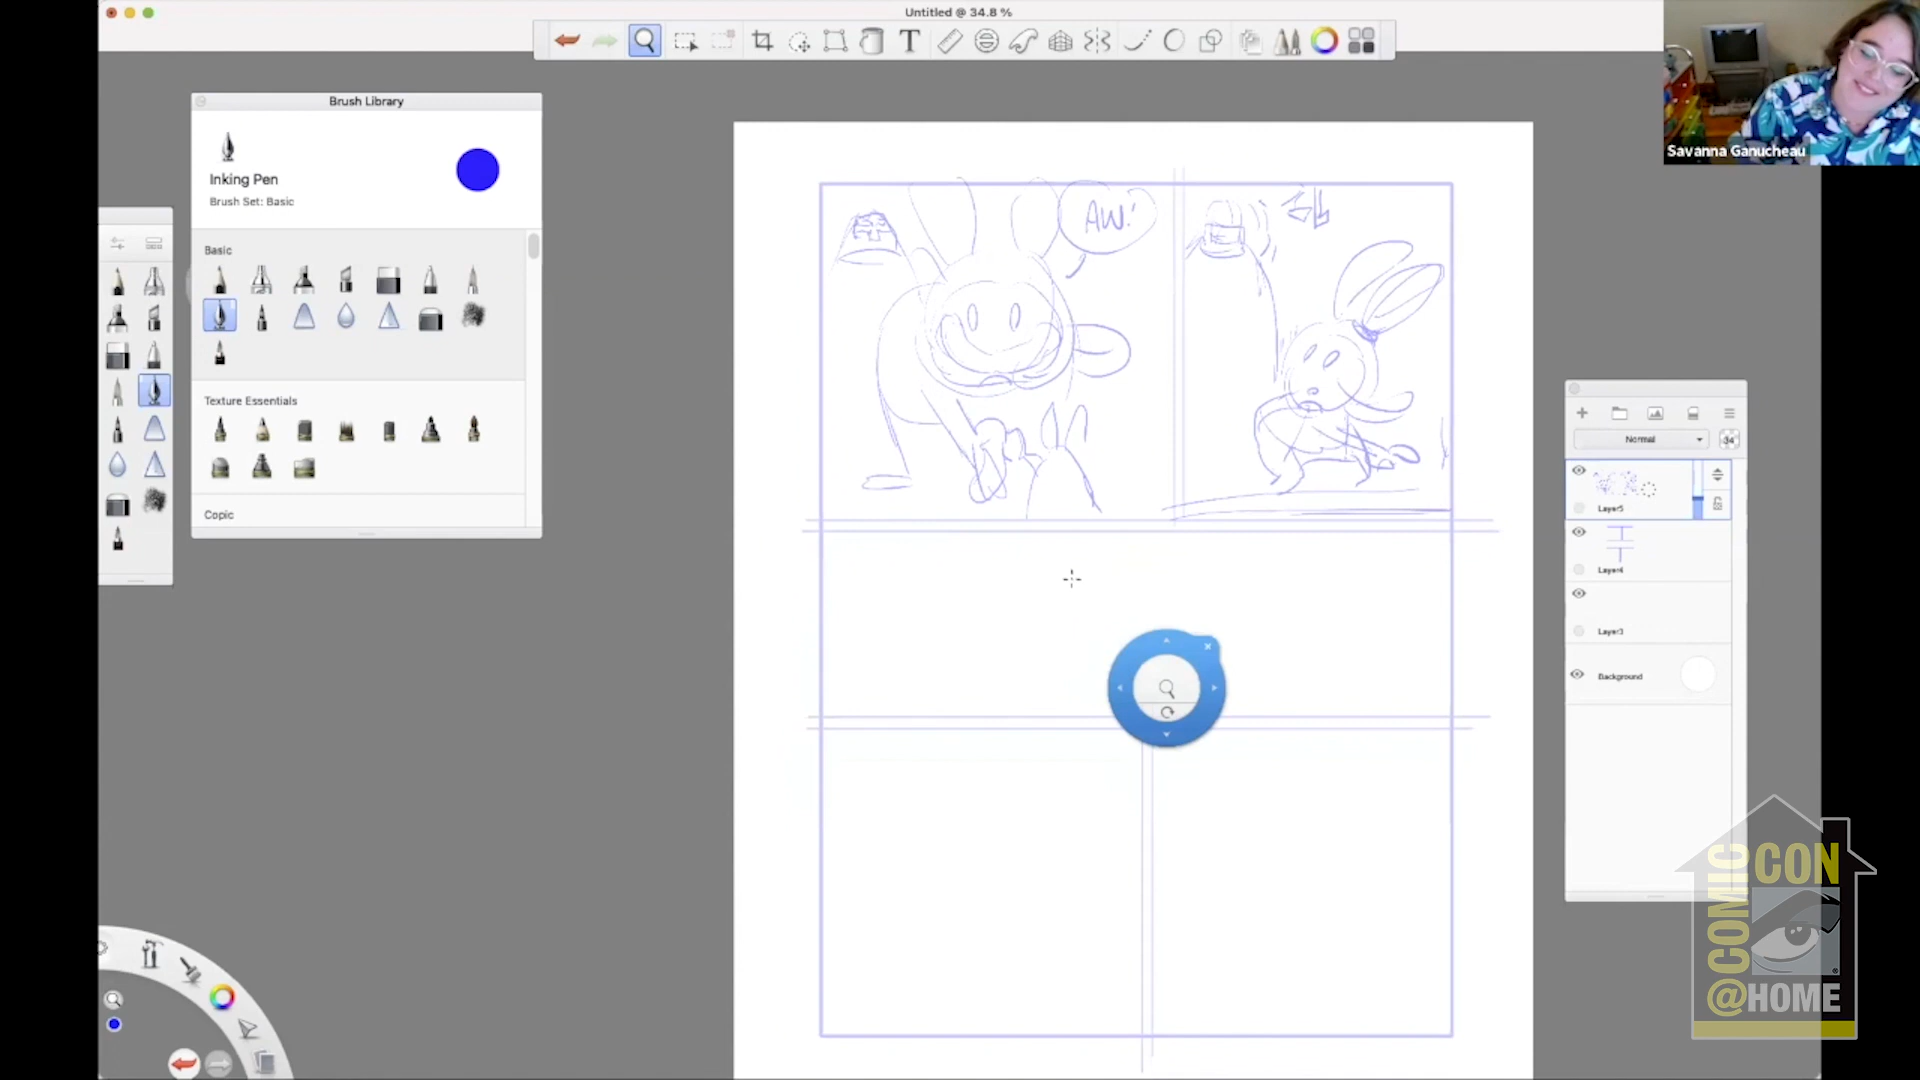 Untitled @ 34.8 %
Savanna Ganucheau
Brush Library
Inking Pen
Brush Set: Basic
Basic
Texture Essentials
Copic
AW!
T
Normal
34
Layer5
Layer4
Layer3
Background
COMIC CON
@HOME